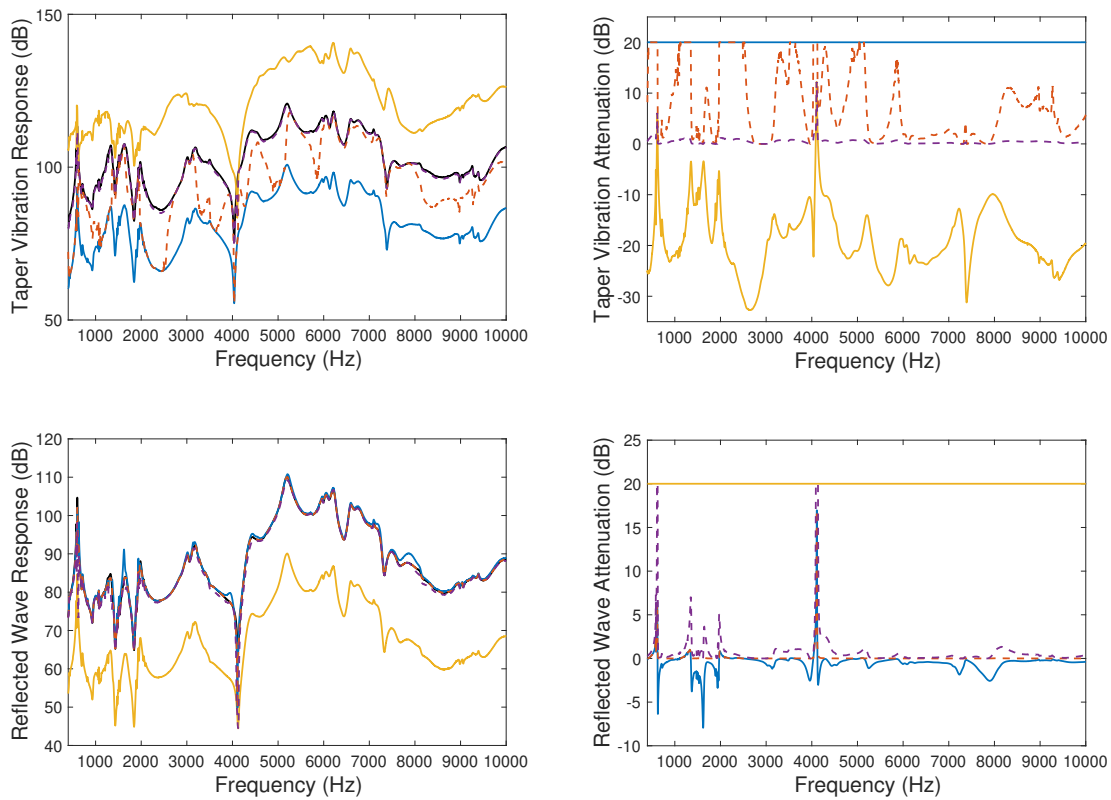 Taper Vibration Response (dB)
150
100
50
1000 2000 3000 4000 5000 6000 7000 8000 9000 10000
Frequency (Hz)
Taper Vibration Attenuation (dB)
20
10
0
-10
-20
-30
1000 2000 3000 4000 5000 6000 7000 8000 9000 10000
Frequency (Hz)
Reflected Wave Response (dB)
120
110
100
90
80
70
60
50
40
1000 2000 3000 4000 5000 6000 7000 8000 9000 10000
Frequency (Hz)
Reflected Wave Attenuation (dB)
25
20
15
10
5
0
-5
-10
1000 2000 3000 4000 5000 6000 7000 8000 9000 10000
Frequency (Hz)